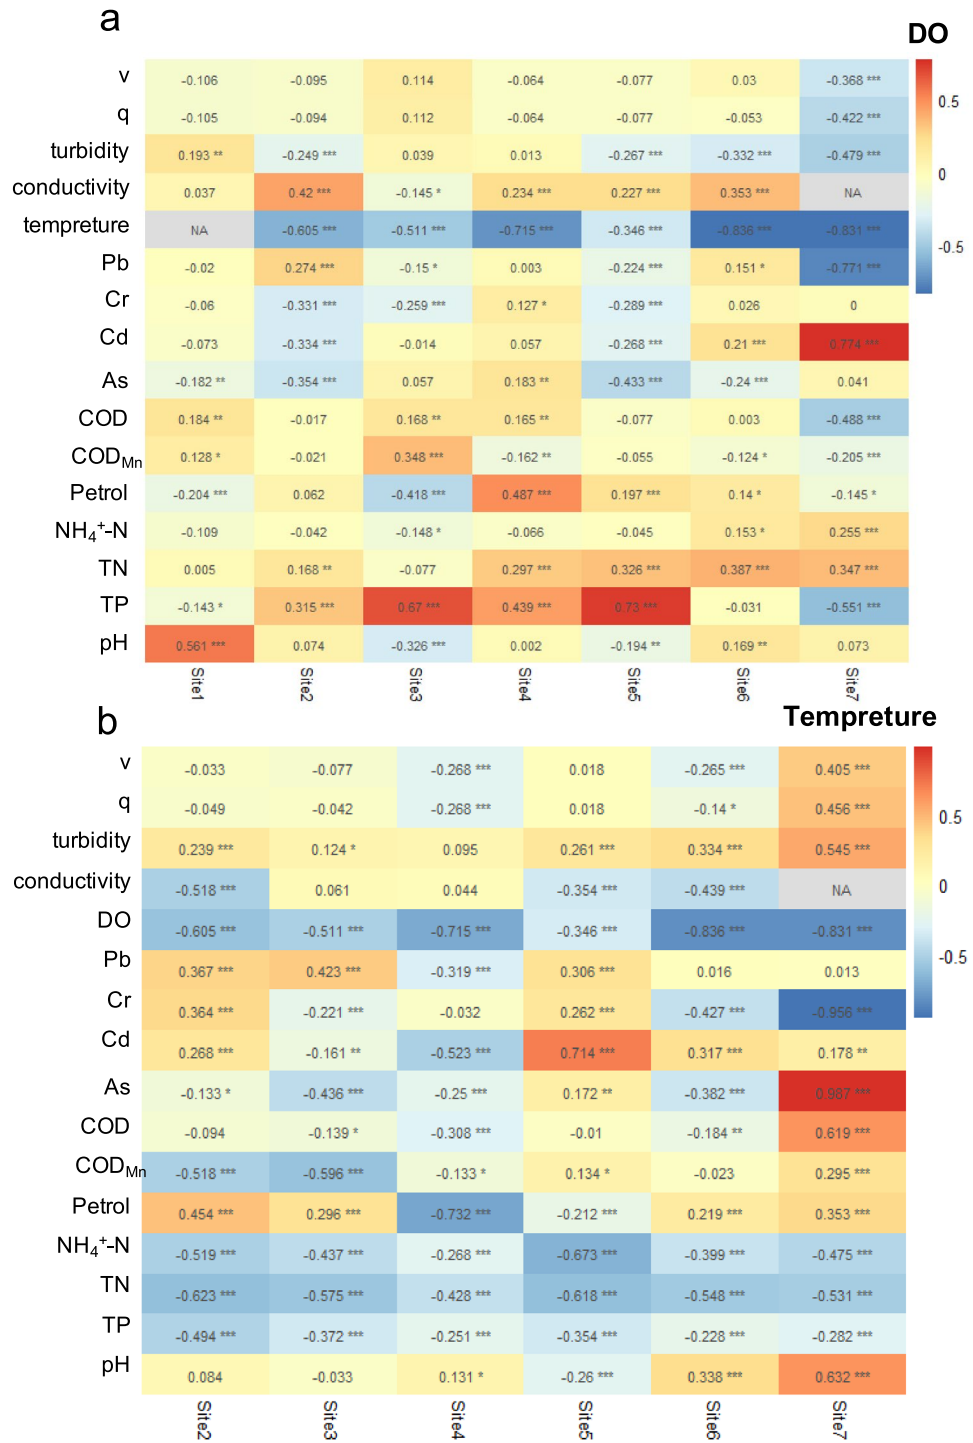 a
DO
v -0.106 -0.095 0.114 -0.064 -0.077 0.03 -0.368 ***
q -0.105 -0.094 0.112 -0.064 -0.077 -0.053 -0.422 ***
turbidity 0.193 ** -0.249 *** 0.039 0.013 -0.267 *** -0.332 *** -0.479 ***
conductivity 0.037 0.42 *** -0.145 * 0.234 *** 0.227 *** 0.353 *** NA
tempreture NA -0.605 *** -0.511 *** -0.715 *** -0.346 *** -0.836 *** -0.831 ***
Pb -0.02 0.274 *** -0.15 * 0.003 -0.224 *** 0.151 * -0.771 ***
Cr -0.06 -0.331 *** -0.259 *** 0.127 * -0.289 *** 0.026 0
Cd -0.073 -0.334 *** -0.014 0.057 -0.268 *** 0.21 *** 0.774 ***
As -0.182 ** -0.354 *** 0.057 0.183 ** -0.433 *** -0.24 *** 0.041
COD 0.184 ** -0.017 0.168 ** 0.165 ** -0.077 0.003 -0.488 ***
COD_Mn 0.128 * -0.021 0.348 *** -0.162 ** -0.055 -0.124 * -0.205 ***
Petrol -0.204 *** 0.062 -0.418 *** 0.487 *** 0.197 *** 0.14 * -0.145 *
NH₄⁺-N -0.109 -0.042 -0.148 * -0.066 -0.045 0.153 * 0.255 ***
TN 0.005 0.168 ** -0.077 0.297 *** 0.326 *** 0.387 *** 0.347 ***
TP -0.143 * 0.315 *** 0.67 *** 0.439 *** 0.73 *** -0.031 -0.551 ***
pH 0.561 *** 0.074 -0.326 *** 0.002 -0.194 ** 0.169 ** 0.073
Site1 Site2 Site3 Site4 Site5 Site6 Site7
0.5
0
-0.5
b
Tempreture
v -0.033 -0.077 -0.268 *** 0.018 -0.265 *** 0.405 ***
q -0.049 -0.042 -0.268 *** 0.018 -0.14 * 0.456 ***
turbidity 0.239 *** 0.124 * 0.095 0.261 *** 0.334 *** 0.545 ***
conductivity -0.518 *** 0.061 0.044 -0.354 *** -0.439 *** NA
DO -0.605 *** -0.511 *** -0.715 *** -0.346 *** -0.836 *** -0.831 ***
Pb 0.367 *** 0.423 *** -0.319 *** 0.306 *** 0.016 0.013
Cr 0.364 *** -0.221 *** -0.032 0.262 *** -0.427 *** -0.956 ***
Cd 0.268 *** -0.161 ** -0.523 *** 0.714 *** 0.317 *** 0.178 **
As -0.133 * -0.436 *** -0.25 *** 0.172 ** -0.382 *** 0.987 ***
COD -0.094 -0.139 * -0.308 *** -0.01 -0.184 ** 0.619 ***
COD_Mn -0.518 *** -0.596 *** -0.133 * 0.134 * -0.023 0.295 ***
Petrol 0.454 *** 0.296 *** -0.732 *** -0.212 *** 0.219 *** 0.353 ***
NH₄⁺-N -0.519 *** -0.437 *** -0.268 *** -0.673 *** -0.399 *** -0.475 ***
TN -0.623 *** -0.575 *** -0.428 *** -0.618 *** -0.548 *** -0.531 ***
TP -0.494 *** -0.372 *** -0.251 *** -0.354 *** -0.228 *** -0.282 ***
pH 0.084 -0.033 0.131 * -0.26 *** 0.338 *** 0.632 ***
Site2 Site3 Site4 Site5 Site6 Site7
0.5
0
-0.5